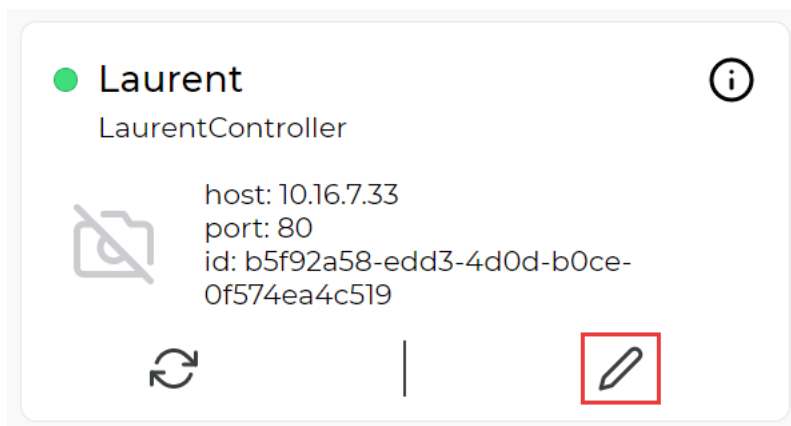 Laurent
LaurentController
host: 10.16.7.33
port: 80
id: b5f92a58-edd3-4d0d-b0ce-
0f574ea4c519